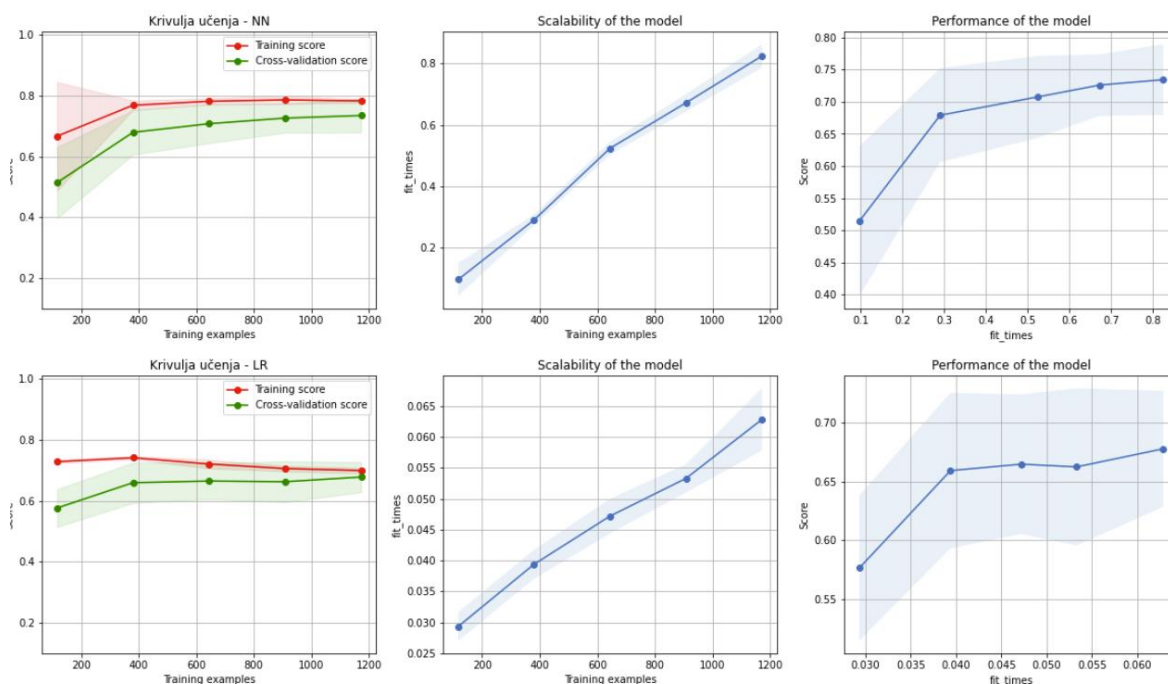 Krivulja učenja - NN
1.0
0.8
0.6
0.4
0.2
Training score
Cross-validation score
200 400 600 800 1000 1200
Training examples
Scalability of the model
fit_times
0.8
0.6
0.4
0.2
200 400 600 800 1000 1200
Training examples
Performance of the model
Score
0.80
0.75
0.70
0.65
0.60
0.55
0.50
0.45
0.40
0.1 0.2 0.3 0.4 0.5 0.6 0.7 0.8
fit_times
Krivulja učenja - LR
1.0
0.8
0.6
0.4
0.2
Training score
Cross-validation score
200 400 600 800 1000 1200
Training examples
Scalability of the model
fit_times
0.065
0.060
0.055
0.050
0.045
0.040
0.035
0.030
0.025
200 400 600 800 1000 1200
Training examples
Performance of the model
Score
0.70
0.65
0.60
0.55
0.030 0.035 0.040 0.045 0.050 0.055 0.060
fit_times